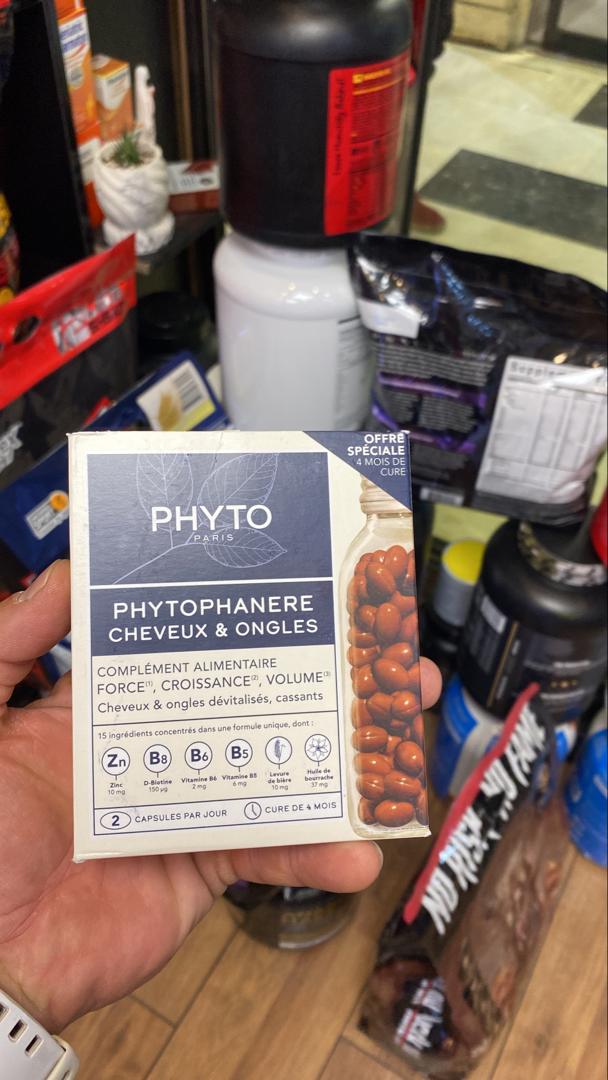 OFFRE
SPÉCIALE
4 MOIS DE
CURE
PHYTO
PARIS
PHYTOPHANERE
CHEVEUX & ONGLES
COMPLÉMENT ALIMENTAIRE
FORCE⁽¹⁾, CROISSANCE⁽²⁾, VOLUME⁽³⁾
Cheveux & ongles dévitalisés, cassants
15 ingrédients concentrés dans une formule unique, dont :
Zn B8 B6 B5
Zinc D-Biotine Vitamine B6 Vitamine B5 Levure de bière Huile de bourrache
10 mg 150 µg 2 mg 6 mg 10 mg 37 mg
2 CAPSULES PAR JOUR CURE DE 4 MOIS